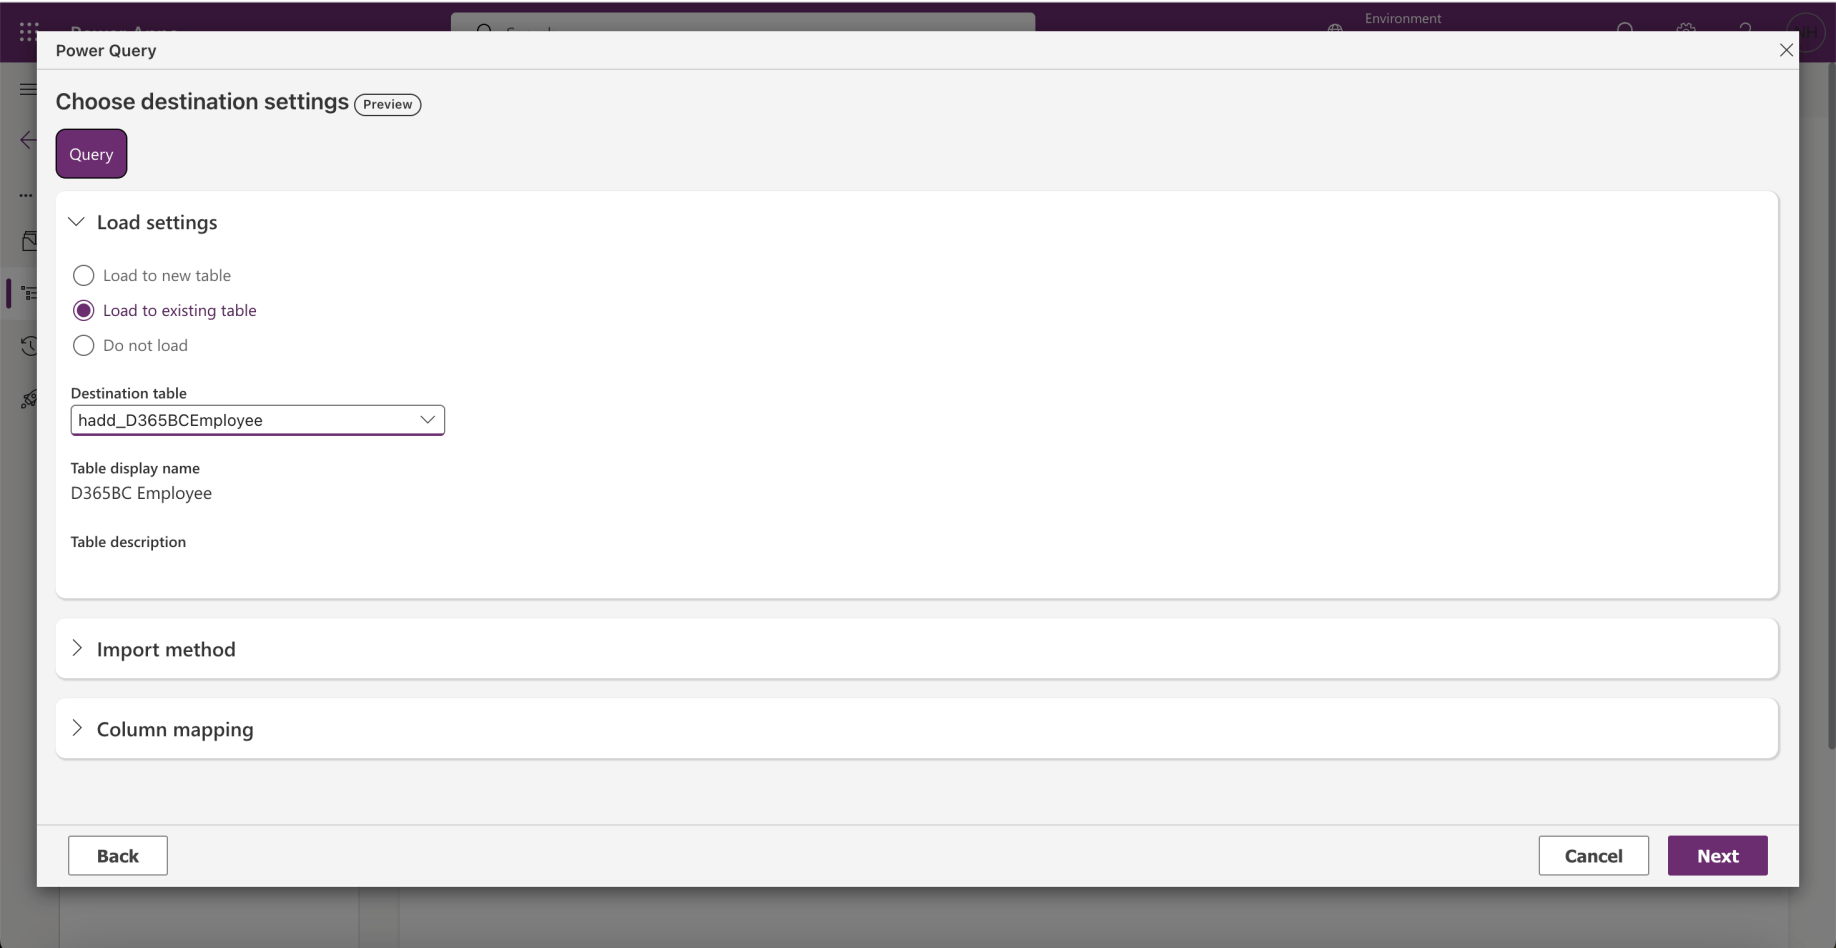 Environment
Power Query
Choose destination settings Preview
Query
Load settings
Load to new table
Load to existing table
Do not load
Destination table
hadd_D365BCEmployee
Table display name
D365BC Employee
Table description
Import method
Column mapping
Back
Cancel
Next